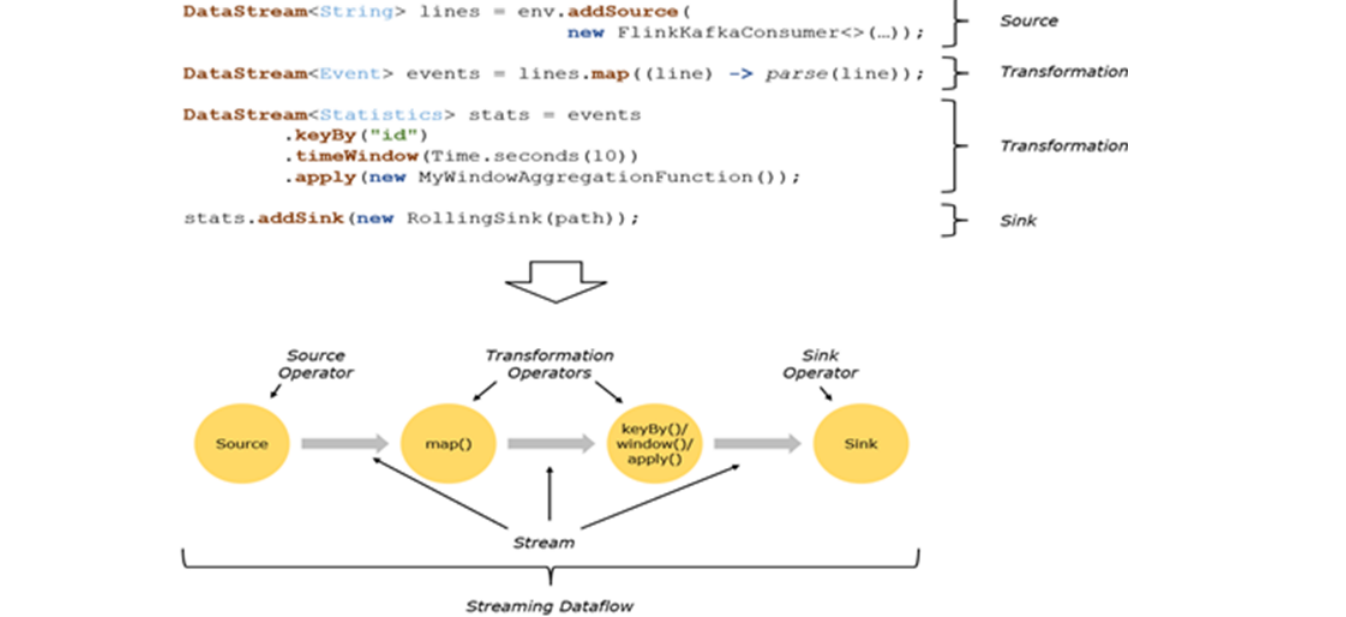 DataStream<String> lines = env.addSource(
new FlinkKafkaConsumer<>(…));
Source
DataStream<Event> events = lines.map((line) -> parse(line));
Transformation
DataStream<Statistics> stats = events
.keyBy("id")
.timeWindow(Time.seconds(10))
.apply(new MyWindowAggregationFunction());
Transformation
stats.addSink(new RollingSink(path));
Sink
Source
Operator
Transformation
Operators
Sink
Operator
Source
map()
keyBy()/
window()/
apply()
Sink
Stream
Streaming Dataflow